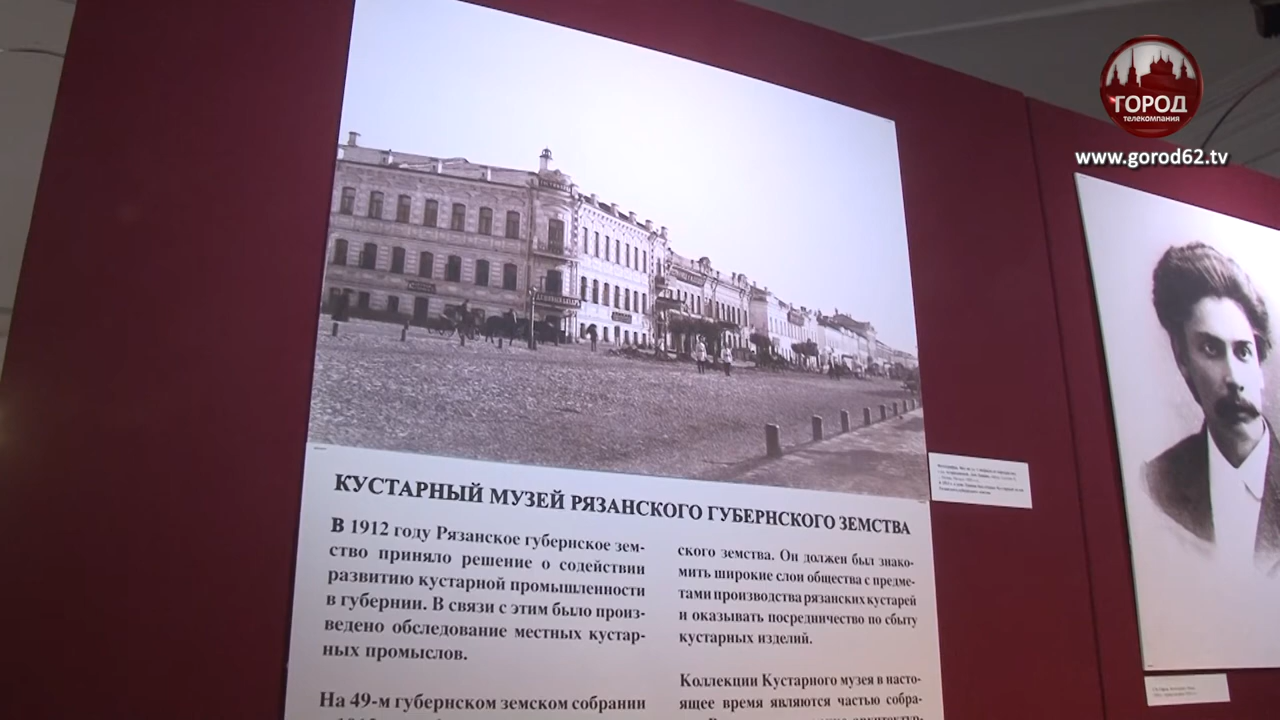 ГОРОД
телекомпания
www.gorod62.tv
КУСТАРНЫЙ МУЗЕЙ РЯЗАНСКОГО ГУБЕРНСКОГО ЗЕМСТВА
В 1912 году Рязанское губернское зем-
ство приняло решение о содействии
развитию кустарной промышленности
в губернии. В связи с этим было произ-
ведено обследование местных кустар-
ных промыслов.
На 49-м губернском земском собрании
ского земства. Он должен был знако-
мить широкие слои общества с предме-
тами производства рязанских кустарей
и оказывать посредничество по сбыту
кустарных изделий.
Коллекции Кустарного музея в насто-
ящее время являются частью собра-